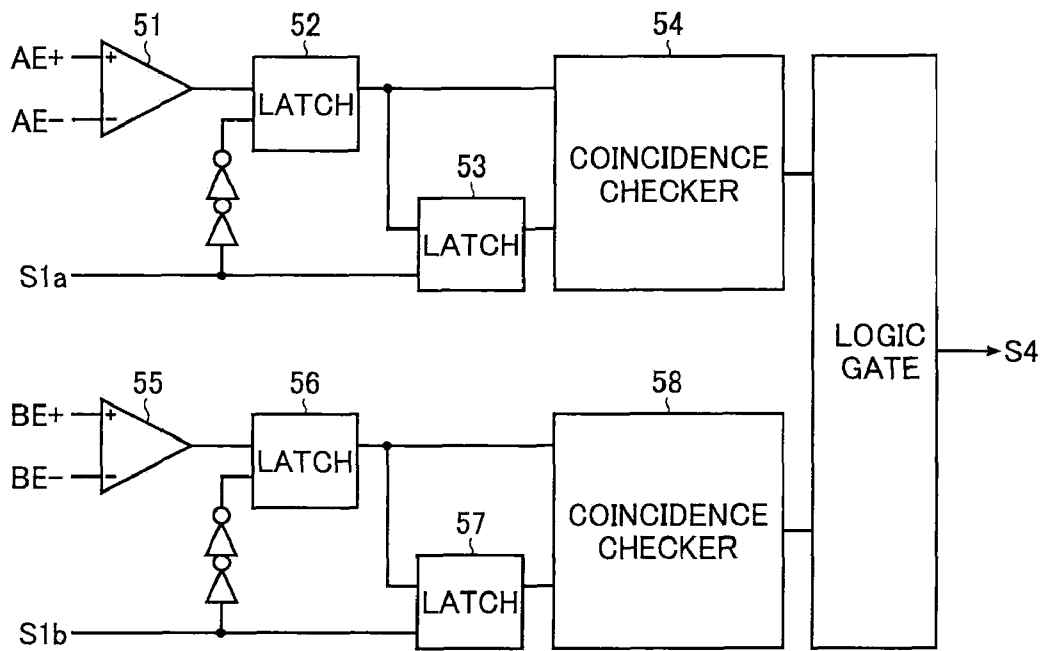 51
52
54
AE+
+
LATCH
AE-
-
COINCIDENCE
CHECKER
53
LATCH
S1a
LOGIC
GATE
S4
55
56
58
BE+
+
LATCH
BE-
-
COINCIDENCE
CHECKER
57
LATCH
S1b